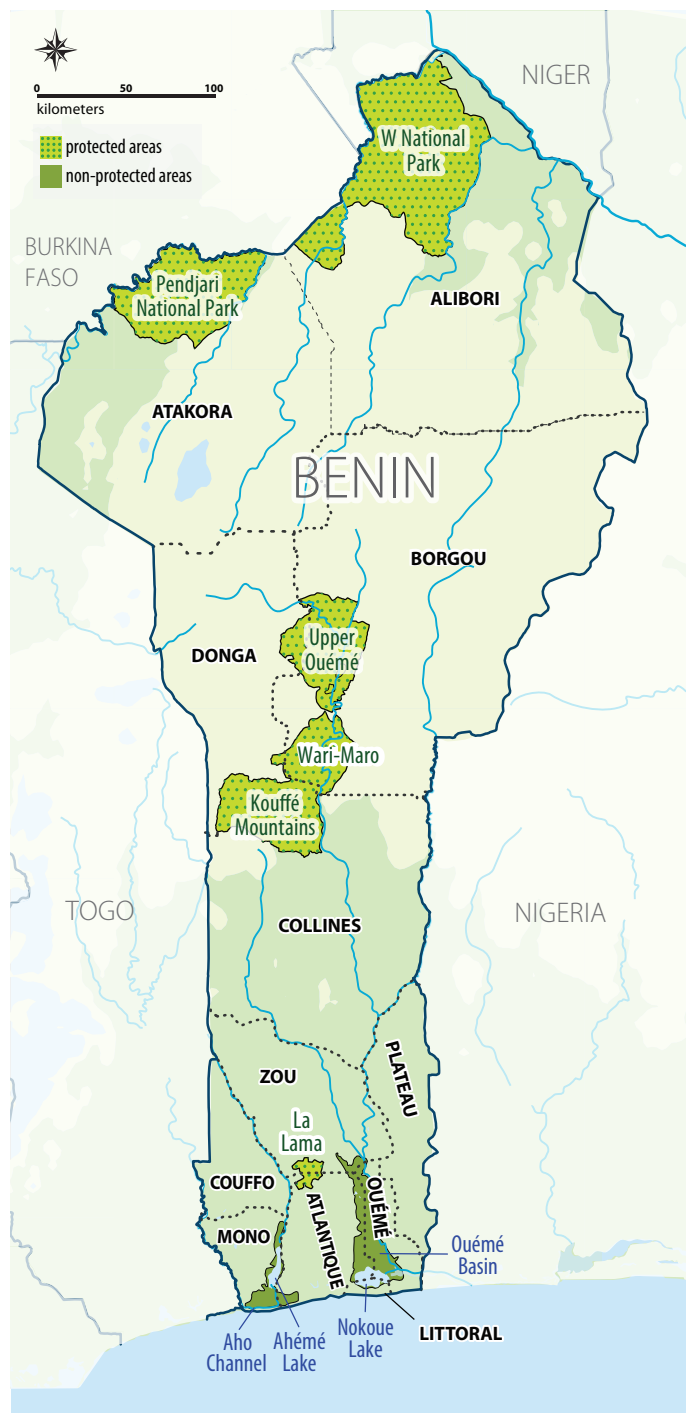 0 50 100
kilometers
protected areas
non-protected areas
NIGER
W National
Park
BURKINA
FASO
Pendjari
National Park
ALIBORI
ATAKORA
BENIN
BORGOU
Upper
Ouémé
DONGA
Wari-Maro
Kouffé
Mountains
TOGO
NIGERIA
COLLINES
PLATEAU
ZOU
La
Lama
COUFFO
OUÉMÉ
ATLANTIQUE
MONO
Ouémé
Basin
Aho
Channel
Ahémé
Lake
Nokoue
Lake
LITTORAL